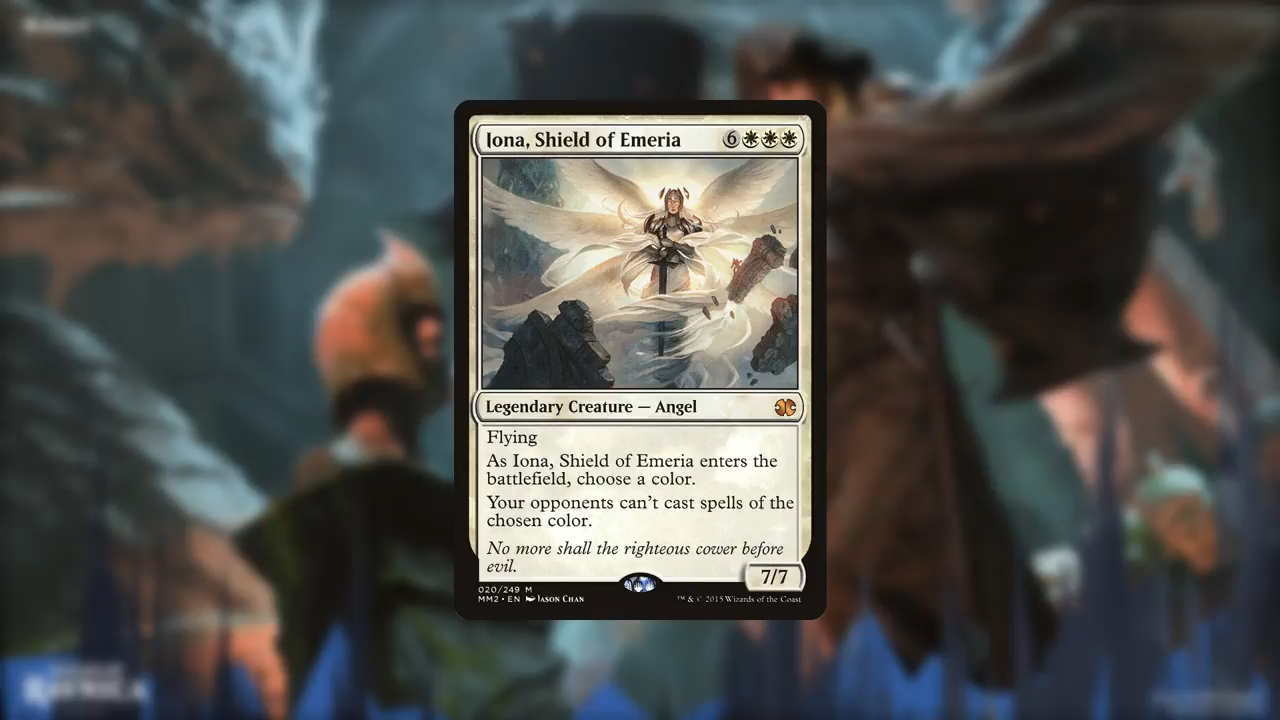 Iona, Shield of Emeria 6
Legendary Creature — Angel
Flying
As Iona, Shield of Emeria enters the
battlefield, choose a color.
Your opponents can't cast spells of the
chosen color.
No more shall the righteous cower before
evil.
7/7
020/249 M
MM2 • EN Jason Chan
™ & © 2015 Wizards of the Coast